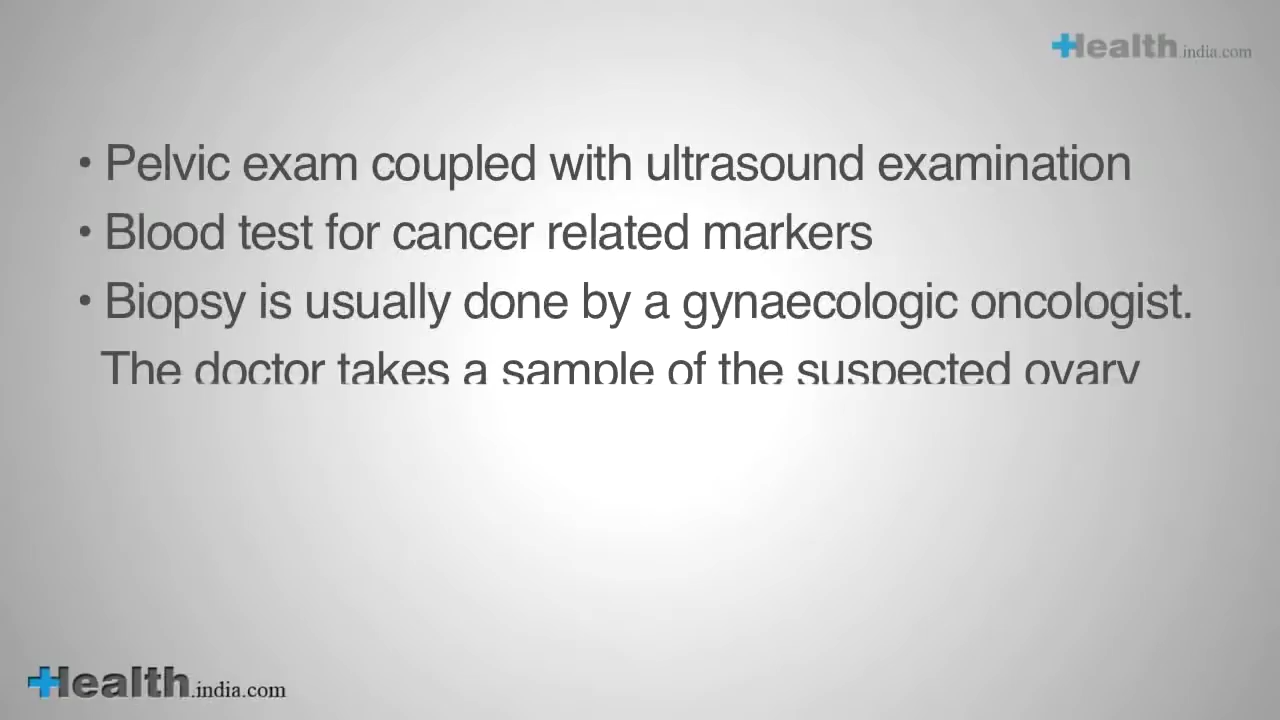 Health.india.com
• Pelvic exam coupled with ultrasound examination
• Blood test for cancer related markers
• Biopsy is usually done by a gynaecologic oncologist.
The doctor takes a sample of the suspected ovary
Health.india.com